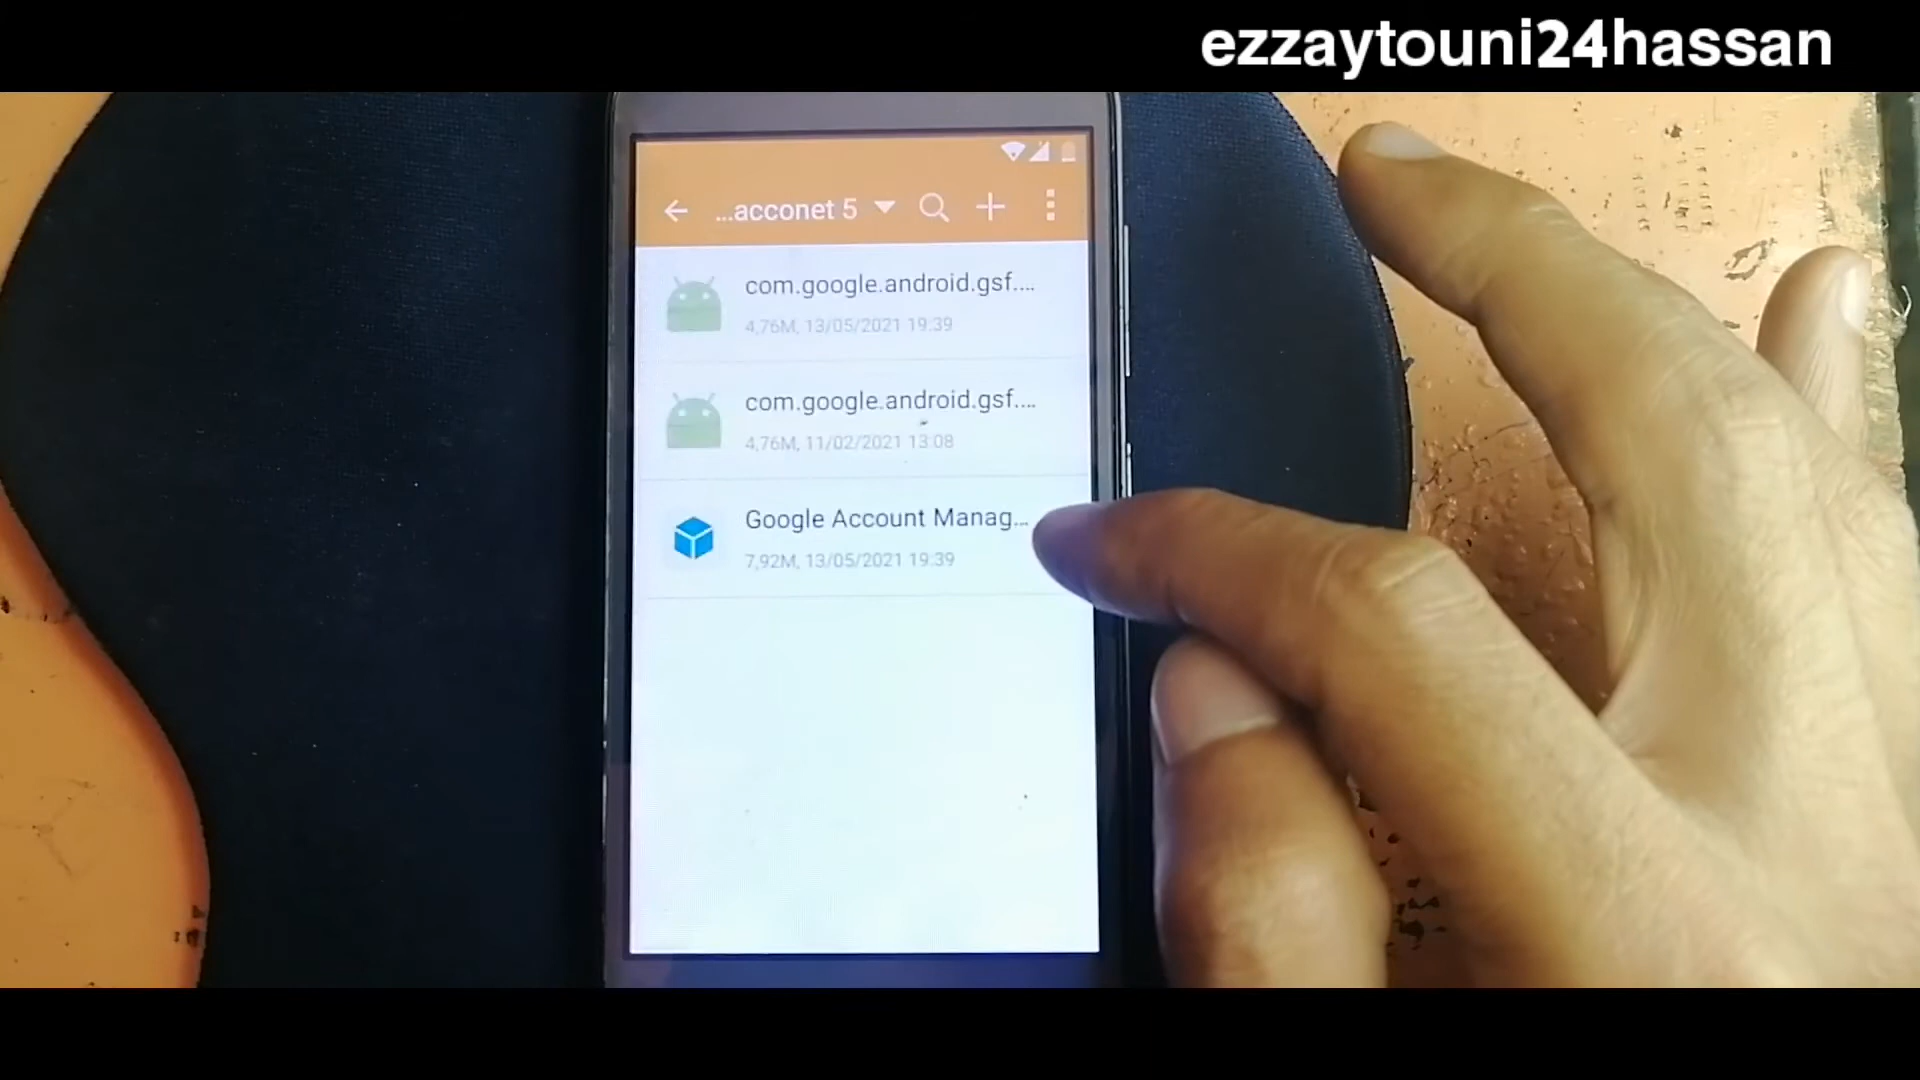 ezzaytouni24hassan
...acconet 5
com.google.android.gsf....
4,76M, 13/05/2021 19:39
com.google.android.gsf....
4,76M, 11/02/2021 13:08
Google Account Manag...
7,92M, 13/05/2021 19:39